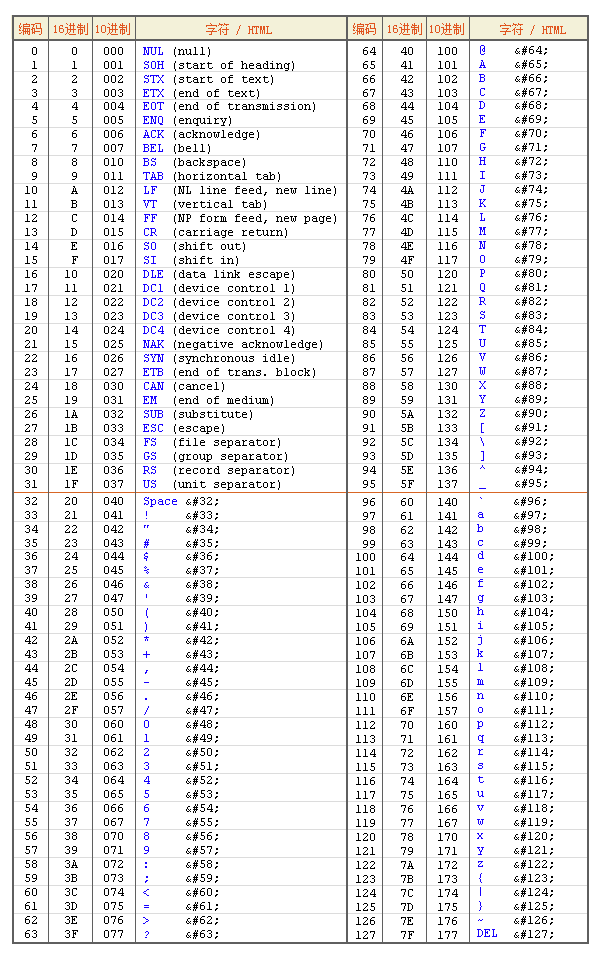 编码 16进制 10进制 字符 / HTML 编码 16进制 10进制 字符 / HTML
0 0 000 NUL (null) 64 40 100 @ &#64;
1 1 001 SOH (start of heading) 65 41 101 A &#65;
2 2 002 STX (start of text) 66 42 102 B &#66;
3 3 003 ETX (end of text) 67 43 103 C &#67;
4 4 004 EOT (end of transmission) 68 44 104 D &#68;
5 5 005 ENQ (enquiry) 69 45 105 E &#69;
6 6 006 ACK (acknowledge) 70 46 106 F &#70;
7 7 007 BEL (bell) 71 47 107 G &#71;
8 8 010 BS (backspace) 72 48 110 H &#72;
9 9 011 TAB (horizontal tab) 73 49 111 I &#73;
10 A 012 LF (NL line feed, new line) 74 4A 112 J &#74;
11 B 013 VT (vertical tab) 75 4B 113 K &#75;
12 C 014 FF (NP form feed, new page) 76 4C 114 L &#76;
13 D 015 CR (carriage return) 77 4D 115 M &#77;
14 E 016 SO (shift out) 78 4E 116 N &#78;
15 F 017 SI (shift in) 79 4F 117 O &#79;
16 10 020 DLE (data link escape) 80 50 120 P &#80;
17 11 021 DC1 (device control 1) 81 51 121 Q &#81;
18 12 022 DC2 (device control 2) 82 52 122 R &#82;
19 13 023 DC3 (device control 3) 83 53 123 S &#83;
20 14 024 DC4 (device control 4) 84 54 124 T &#84;
21 15 025 NAK (negative acknowledge) 85 55 125 U &#85;
22 16 026 SYN (synchronous idle) 86 56 126 V &#86;
23 17 027 ETB (end of trans. block) 87 57 127 W &#87;
24 18 030 CAN (cancel) 88 58 130 X &#88;
25 19 031 EM (end of medium) 89 59 131 Y &#89;
26 1A 032 SUB (substitute) 90 5A 132 Z &#90;
27 1B 033 ESC (escape) 91 5B 133 [ &#91;
28 1C 034 FS (file separator) 92 5C 134 \ &#92;
29 1D 035 GS (group separator) 93 5D 135 ] &#93;
30 1E 036 RS (record separator) 94 5E 136 ^ &#94;
31 1F 037 US (unit separator) 95 5F 137 _ &#95;
32 20 040 Space &#32; 96 60 140 ` &#96;
33 21 041 ! &#33; 97 61 141 a &#97;
34 22 042 " &#34; 98 62 142 b &#98;
35 23 043 # &#35; 99 63 143 c &#99;
36 24 044 $ &#36; 100 64 144 d &#100;
37 25 045 % &#37; 101 65 145 e &#101;
38 26 046 & &#38; 102 66 146 f &#102;
39 27 047 ' &#39; 103 67 147 g &#103;
40 28 050 ( &#40; 104 68 150 h &#104;
41 29 051 ) &#41; 105 69 151 i &#105;
42 2A 052 * &#42; 106 6A 152 j &#106;
43 2B 053 + &#43; 107 6B 153 k &#107;
44 2C 054 , &#44; 108 6C 154 l &#108;
45 2D 055 - &#45; 109 6D 155 m &#109;
46 2E 056 . &#46; 110 6E 156 n &#110;
47 2F 057 / &#47; 111 6F 157 o &#111;
48 30 060 0 &#48; 112 70 160 p &#112;
49 31 061 1 &#49; 113 71 161 q &#113;
50 32 062 2 &#50; 114 72 162 r &#114;
51 33 063 3 &#51; 115 73 163 s &#115;
52 34 064 4 &#52; 116 74 164 t &#116;
53 35 065 5 &#53; 117 75 165 u &#117;
54 36 066 6 &#54; 118 76 166 v &#118;
55 37 067 7 &#55; 119 77 167 w &#119;
56 38 070 8 &#56; 120 78 170 x &#120;
57 39 071 9 &#57; 121 79 171 y &#121;
58 3A 072 : &#58; 122 7A 172 z &#122;
59 3B 073 ; &#59; 123 7B 173 { &#123;
60 3C 074 < &#60; 124 7C 174 | &#124;
61 3D 075 = &#61; 125 7D 175 } &#125;
62 3E 076 > &#62; 126 7E 176 ~ &#126;
63 3F 077 ? &#63; 127 7F 177 DEL &#127;